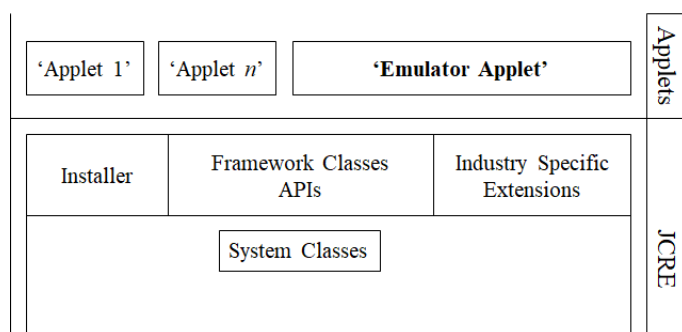 ‘Applet 1’
‘Applet n’
‘Emulator Applet’
Applets
Installer
Framework Classes
APIs
Industry Specific
Extensions
System Classes
JCRE